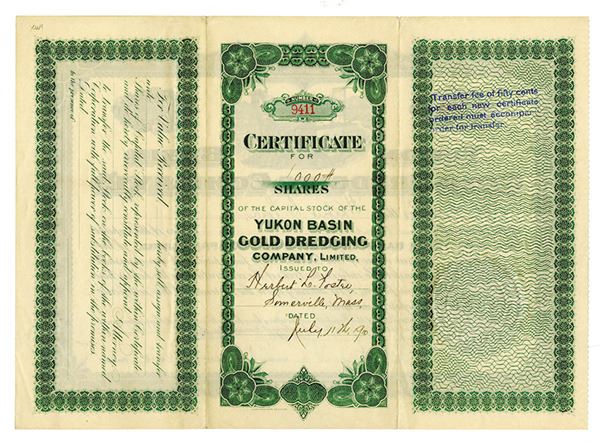 For Value Received hereby sell, assign and transfer
unto
Shares of the Capital Stock represented by the within Certificate
and do hereby irrevocably constitute and appoint
Attorney
to transfer the said Stock on the books of the within named
Corporation with full power of substitution in the premises
In the presence of
NUMBER
9411
CERTIFICATE
FOR
SHARES
OF THE CAPITAL STOCK OF THE
YUKON BASIN
GOLD DREDGING
COMPANY, LIMITED,
ISSUED TO
Herbert L.
Somerville, Mass,
DATED
July 11th, 190
Transfer fee of fifty cents
for each new certificate
ordered must accompa
order for transfer